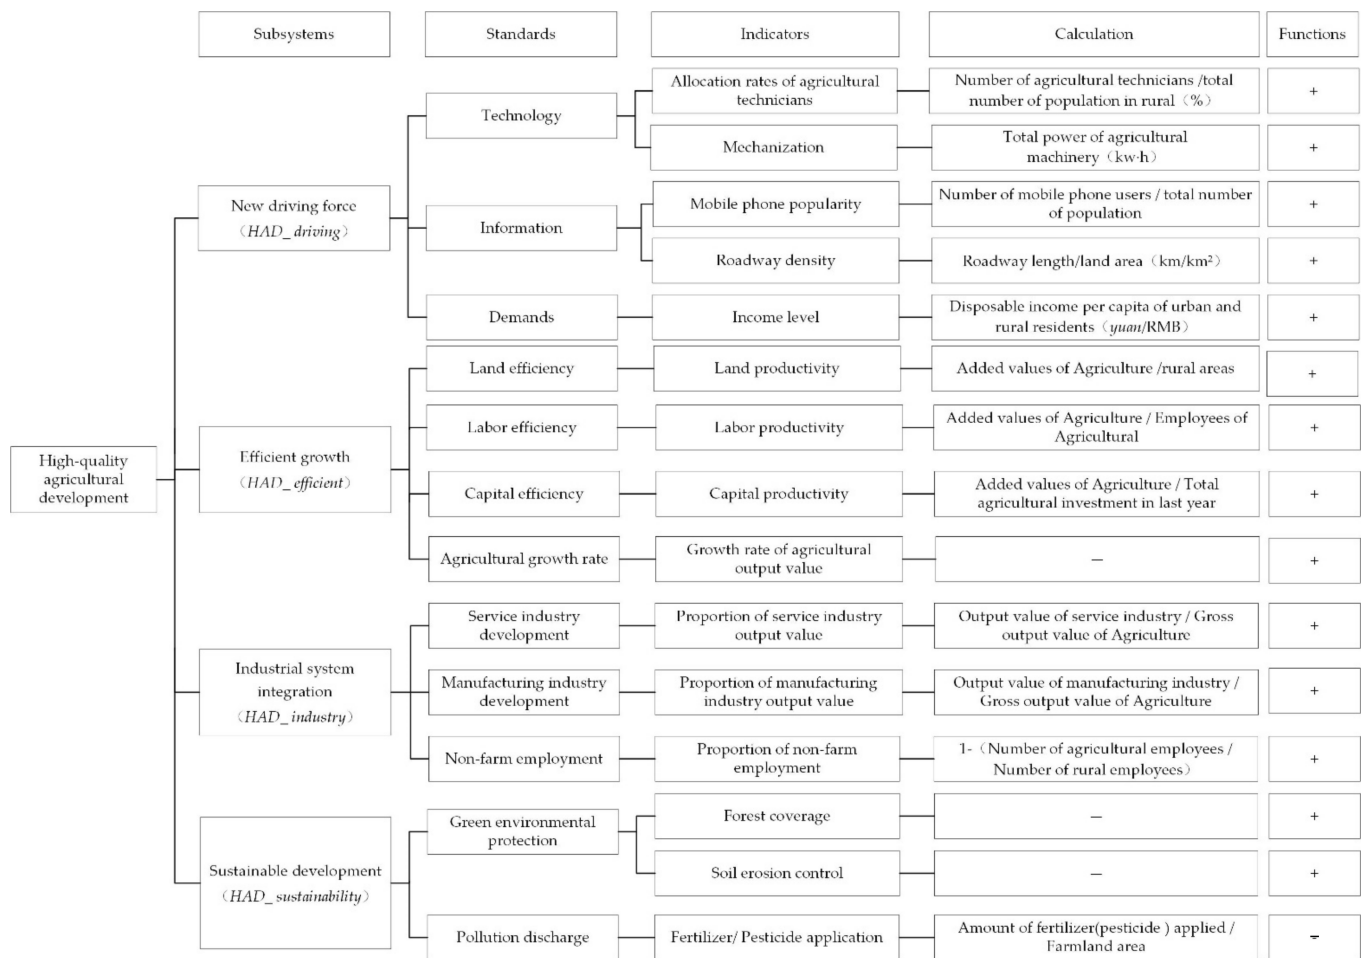 Subsystems
Standards
Indicators
Calculation
Functions
High-quality
agricultural
development
New driving force
（HAD_ driving）
Technology
Allocation rates of agricultural
technicians
Number of agricultural technicians /total
number of population in rural（%）
+
Mechanization
Total power of agricultural
machinery（kw·h）
+
Information
Mobile phone popularity
Number of mobile phone users / total number
of population
+
Roadway density
Roadway length/land area（km/km²）
+
Demands
Income level
Disposable income per capita of urban and
rural residents（yuan/RMB）
+
Efficient growth
（HAD_ efficient）
Land efficiency
Land productivity
Added values of Agriculture /rural areas
+
Labor efficiency
Labor productivity
Added values of Agriculture / Employees of
Agricultural
+
Capital efficiency
Capital productivity
Added values of Agriculture / Total
agricultural investment in last year
+
Agricultural growth rate
Growth rate of agricultural
output value
—
+
Industrial system
integration
（HAD_ industry）
Service industry
development
Proportion of service industry
output value
Output value of service industry / Gross
output value of Agriculture
+
Manufacturing industry
development
Proportion of manufacturing
industry output value
Output value of manufacturing industry /
Gross output value of Agriculture
+
Non-farm employment
Proportion of non-farm
employment
1-（Number of agricultural employees /
Number of rural employees）
+
Sustainable development
（HAD_ sustainability）
Green environmental
protection
Forest coverage
—
+
Soil erosion control
—
+
Pollution discharge
Fertilizer/ Pesticide application
Amount of fertilizer(pesticide ) applied /
Farmland area
-